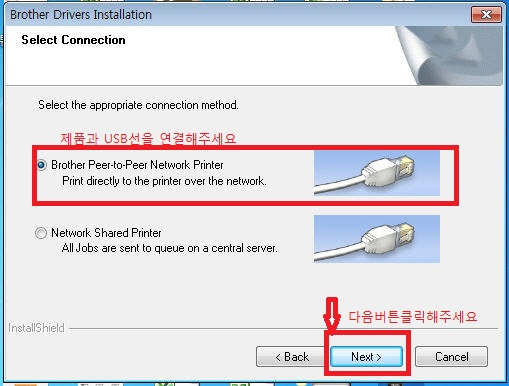 Brother Drivers Installation
Select Connection
Select the appropriate connection method.
제품과 USB선을 연결해주세요
Brother Peer-to-Peer Network Printer
Print directly to the printer over the network.
Network Shared Printer
All Jobs are sent to queue on a central server.
다음버튼클릭해주세요
InstallShield
< Back
Next >
Cancel